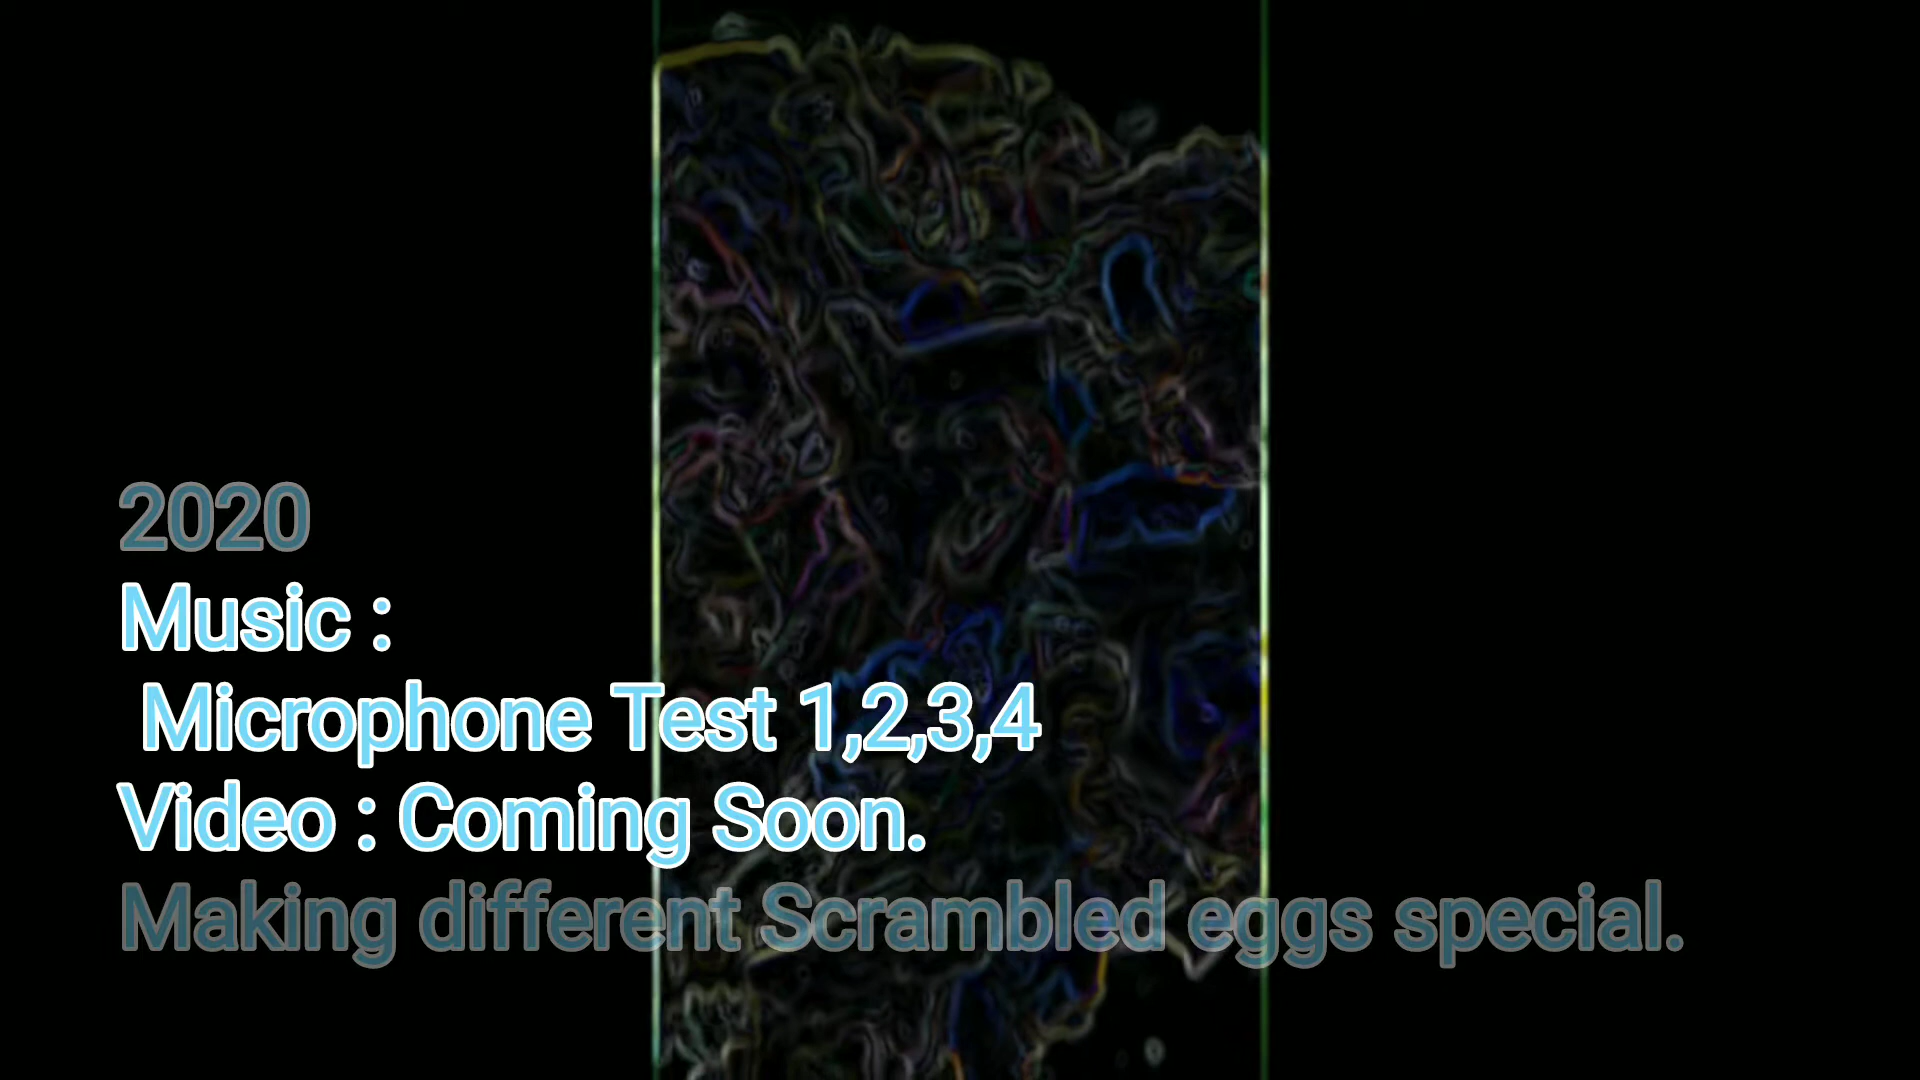 2020
Music :
Microphone Test 1,2,3,4
Video : Coming Soon.
Making different Scrambled eggs special.